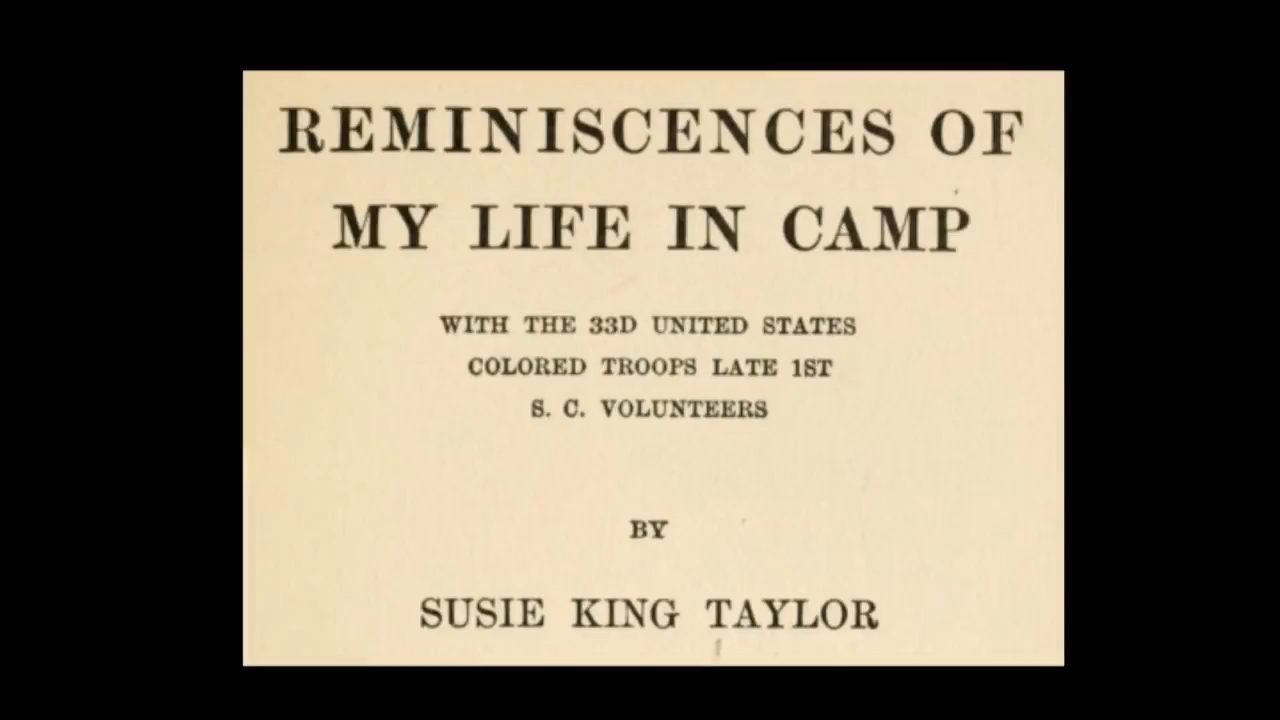 REMINISCENCES OF
MY LIFE IN CAMP
WITH THE 33D UNITED STATES
COLORED TROOPS LATE 1ST
S. C. VOLUNTEERS
BY
SUSIE KING TAYLOR